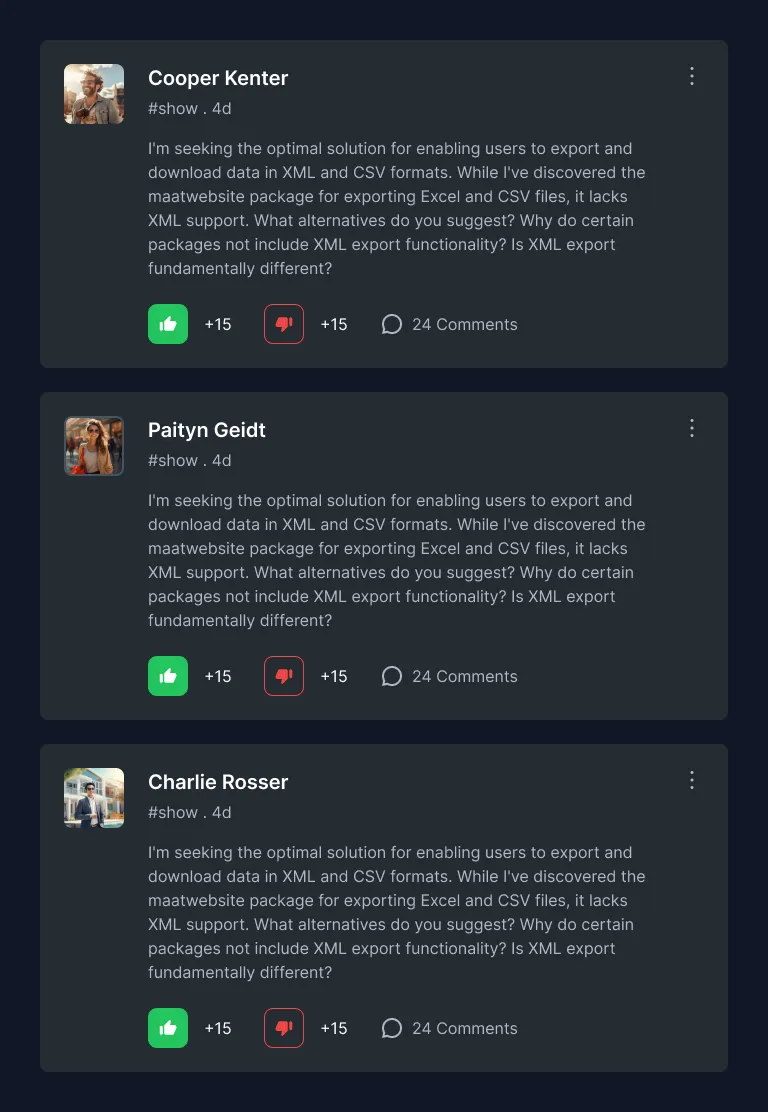 Cooper Kenter
#show . 4d
I'm seeking the optimal solution for enabling users to export and
download data in XML and CSV formats. While I've discovered the
maatwebsite package for exporting Excel and CSV files, it lacks
XML support. What alternatives do you suggest? Why do certain
packages not include XML export functionality? Is XML export
fundamentally different?
+15 +15 24 Comments
Paityn Geidt
#show . 4d
I'm seeking the optimal solution for enabling users to export and
download data in XML and CSV formats. While I've discovered the
maatwebsite package for exporting Excel and CSV files, it lacks
XML support. What alternatives do you suggest? Why do certain
packages not include XML export functionality? Is XML export
fundamentally different?
+15 +15 24 Comments
Charlie Rosser
#show . 4d
I'm seeking the optimal solution for enabling users to export and
download data in XML and CSV formats. While I've discovered the
maatwebsite package for exporting Excel and CSV files, it lacks
XML support. What alternatives do you suggest? Why do certain
packages not include XML export functionality? Is XML export
fundamentally different?
+15 +15 24 Comments